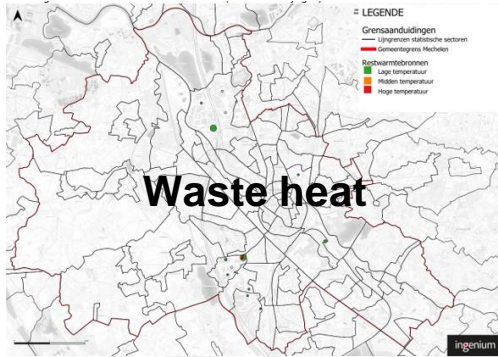 LEGENDE
Grensaanduidingen
Lijngrenzen statistische sectoren
Gemeentegrens Mechelen
Restwarmtebronnen
Lage temperatuur
Midden temperatuur
Hoge temperatuur
Waste heat
ingenium